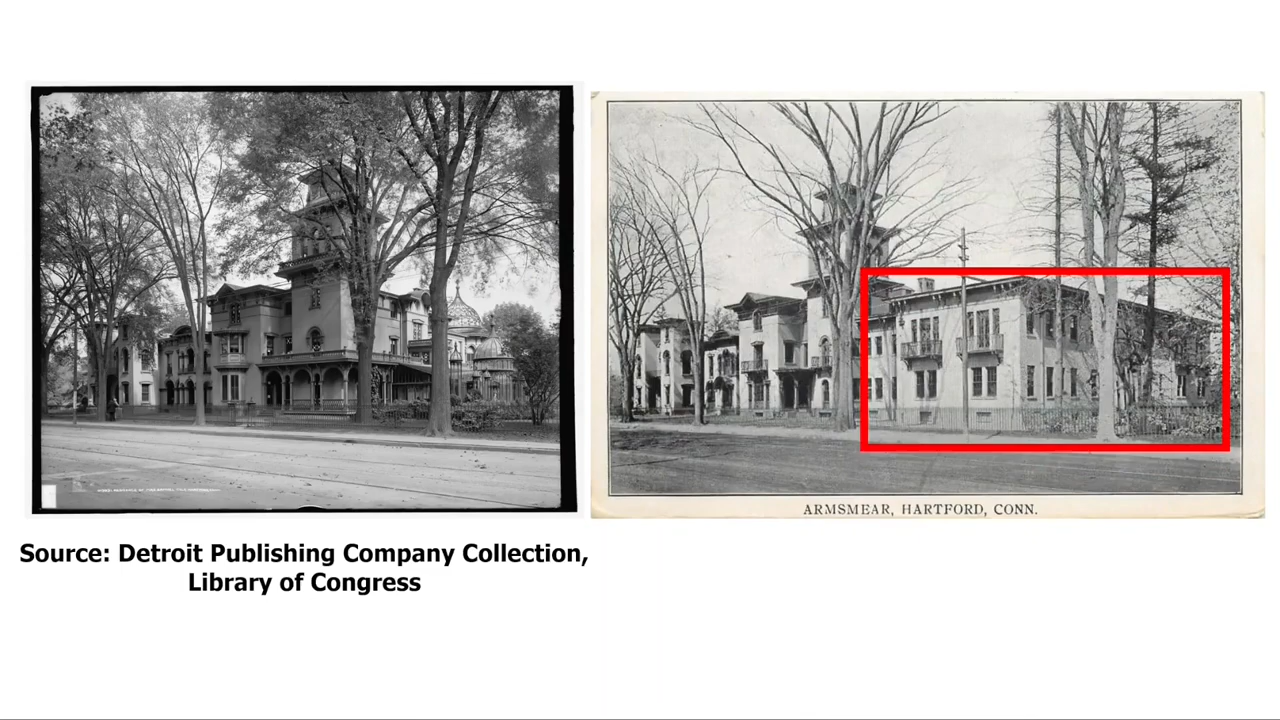 ARMSMEAR, HARTFORD, CONN.
Source: Detroit Publishing Company Collection,
Library of Congress